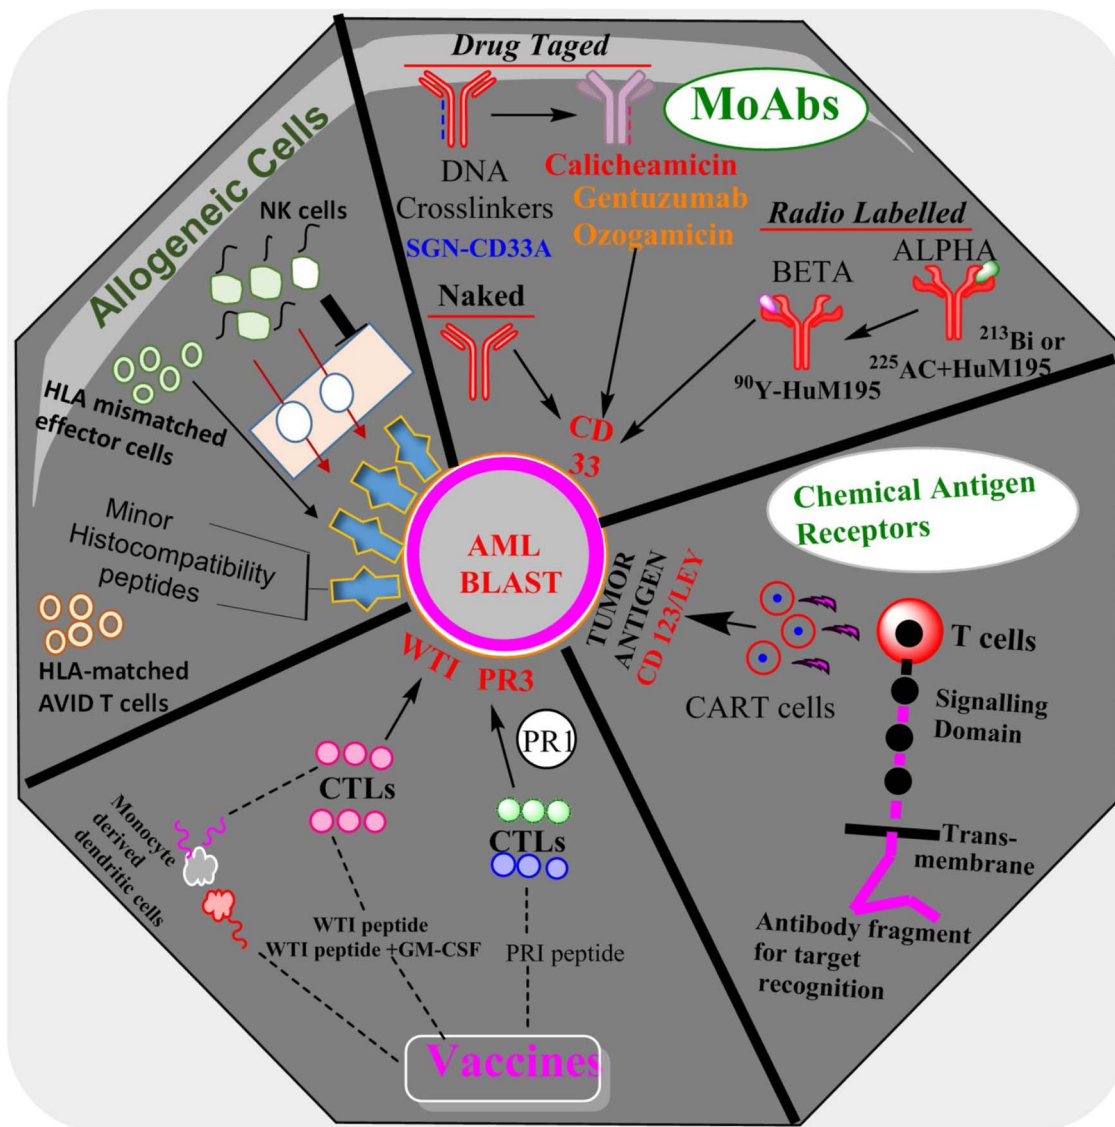 Allogeneic Cells
NK cells
HLA mismatched
effector cells
Minor
Histocompatibility
peptides
HLA-matched
AVID T cells
Drug Taged
MoAbs
DNA
Crosslinkers
SGN-CD33A
Calicheamicin
Gentuzumab
Ozogamicin
Naked
Radio Labelled
BETA
ALPHA
213Bi or
225AC+HuM195
90Y-HuM195
CD
33
AML
BLAST
Chemical Antigen
Receptors
TUMOR
ANTIGEN
CD 123/LEY
CART cells
T cells
Signalling
Domain
Trans-
membrane
Antibody fragment
for target
recognition
WTI
PR3
PR1
CTLs
CTLs
Monocyte
derived
dendritic cells
WTI peptide
WTI peptide +GM-CSF
PRI peptide
Vaccines